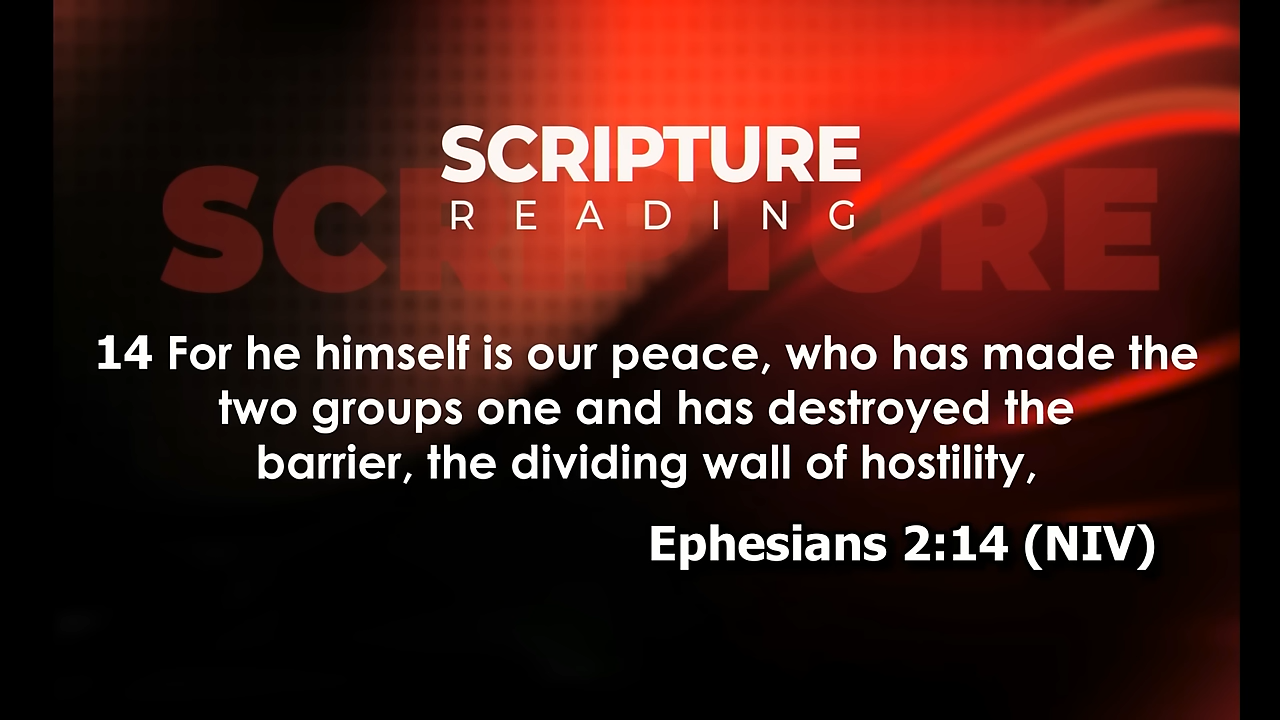 SCRIPTURE
SCRIPTURE
READING
14 For he himself is our peace, who has made the
two groups one and has destroyed the
barrier, the dividing wall of hostility,
Ephesians 2:14 (NIV)